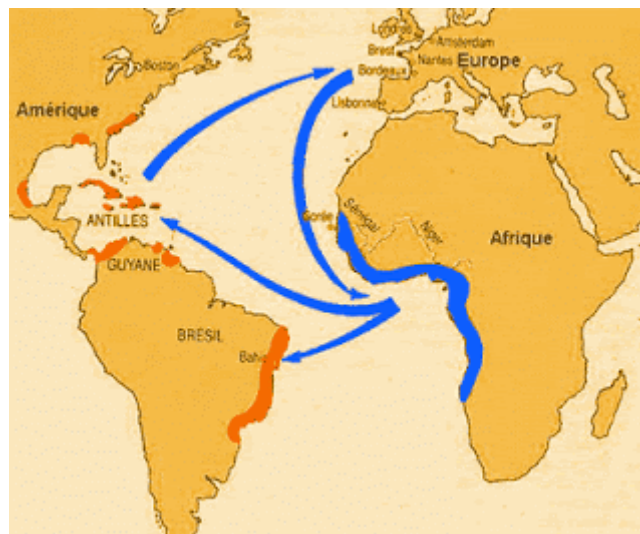 Londres
Amsterdam
Brest
Nantes
Europe
Boston
Bordeaux
Amérique
Lisbonne
Sénégal
Gorée
Niger
ANTILLES
Afrique
GUYANE
BRÉSIL
Bahia